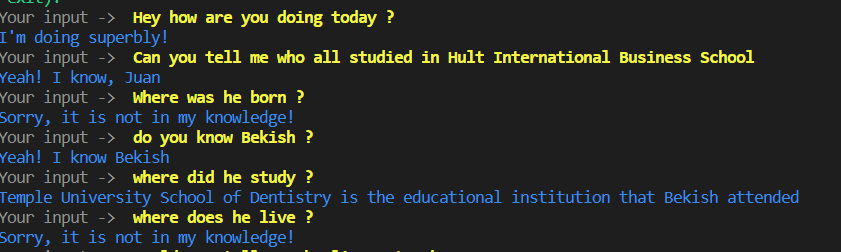 exit):
Your input -> Hey how are you doing today ?
I'm doing superbly!
Your input -> Can you tell me who all studied in Hult International Business School
Yeah! I know, Juan
Your input -> Where was he born ?
Sorry, it is not in my knowledge!
Your input -> do you know Bekish ?
Yeah! I know Bekish
Your input -> where did he study ?
Temple University School of Dentistry is the educational institution that Bekish attended
Your input -> where does he live ?
Sorry, it is not in my knowledge!